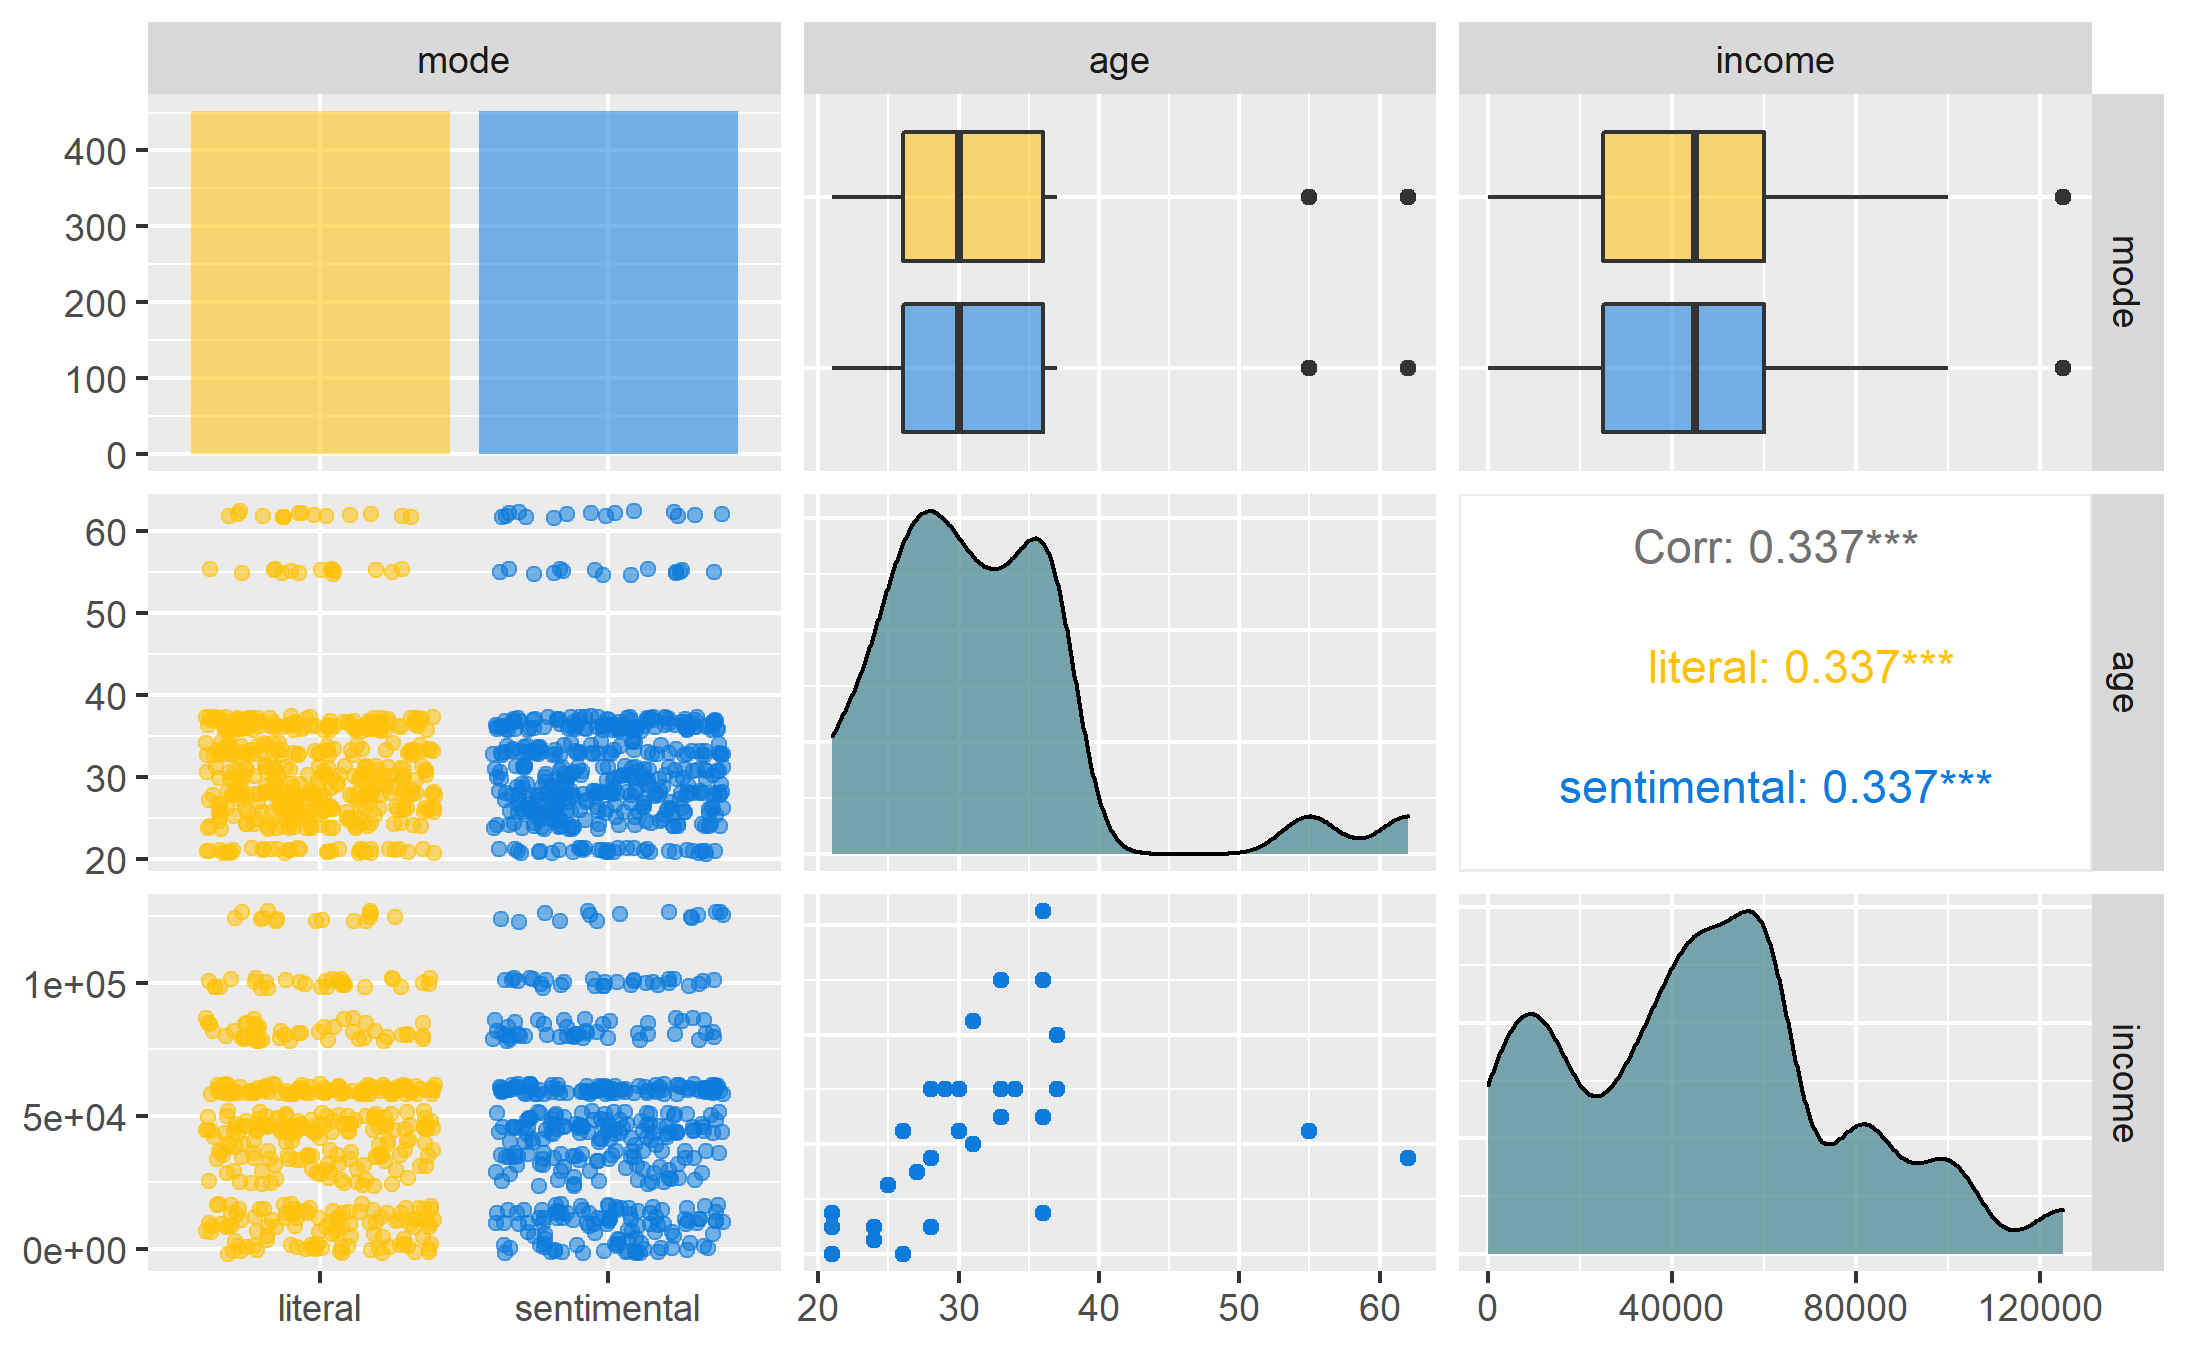 mode
age
income
400
300
200
100
0
mode
60
50
40
30
20
Corr: 0.337***
literal: 0.337***
sentimental: 0.337***
age
1e+05
5e+04
0e+00
income
literal
sentimental
20
30
40
50
60
0
40000
80000
120000